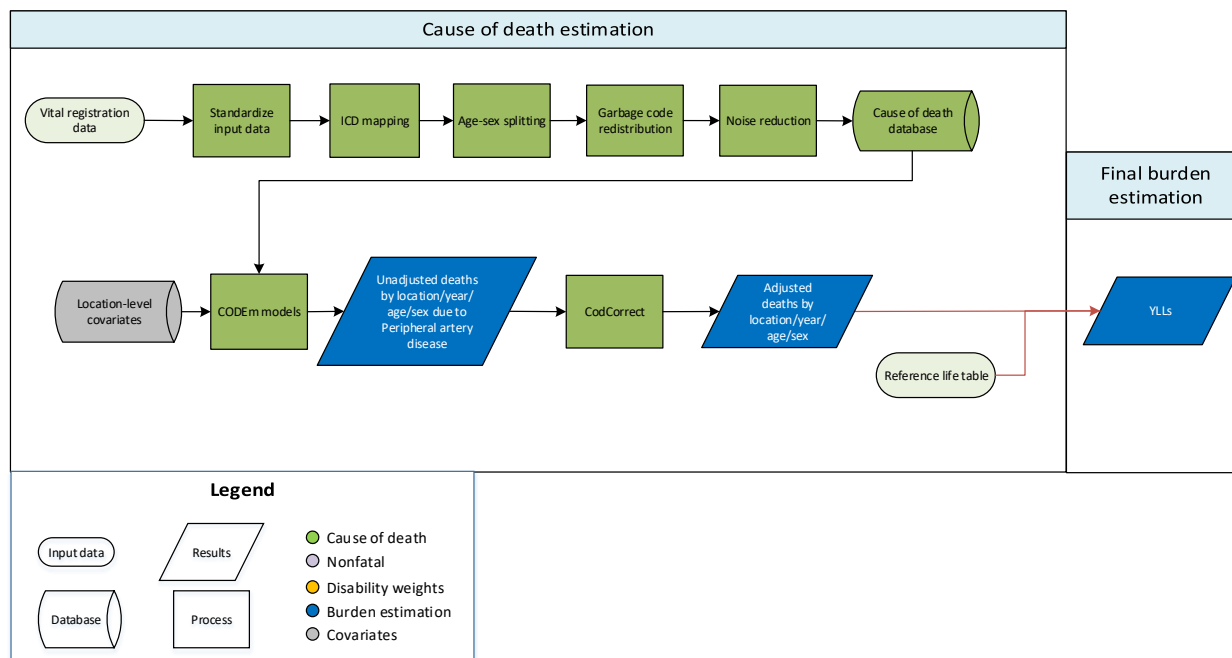 Cause of death estimation
Vital registration
data
Standardize
input data
ICD mapping
Age-sex splitting
Garbage code
redistribution
Noise reduction
Cause of death
database
Final burden
estimation
Location-level
covariates
CODEm models
Unadjusted deaths
by location/year/
age/sex due to
Peripheral artery
disease
CodCorrect
Adjusted
deaths by
location/year/
age/sex
YLLs
Reference life table
Legend
Input data
Results
Database
Process
Cause of death
Nonfatal
Disability weights
Burden estimation
Covariates